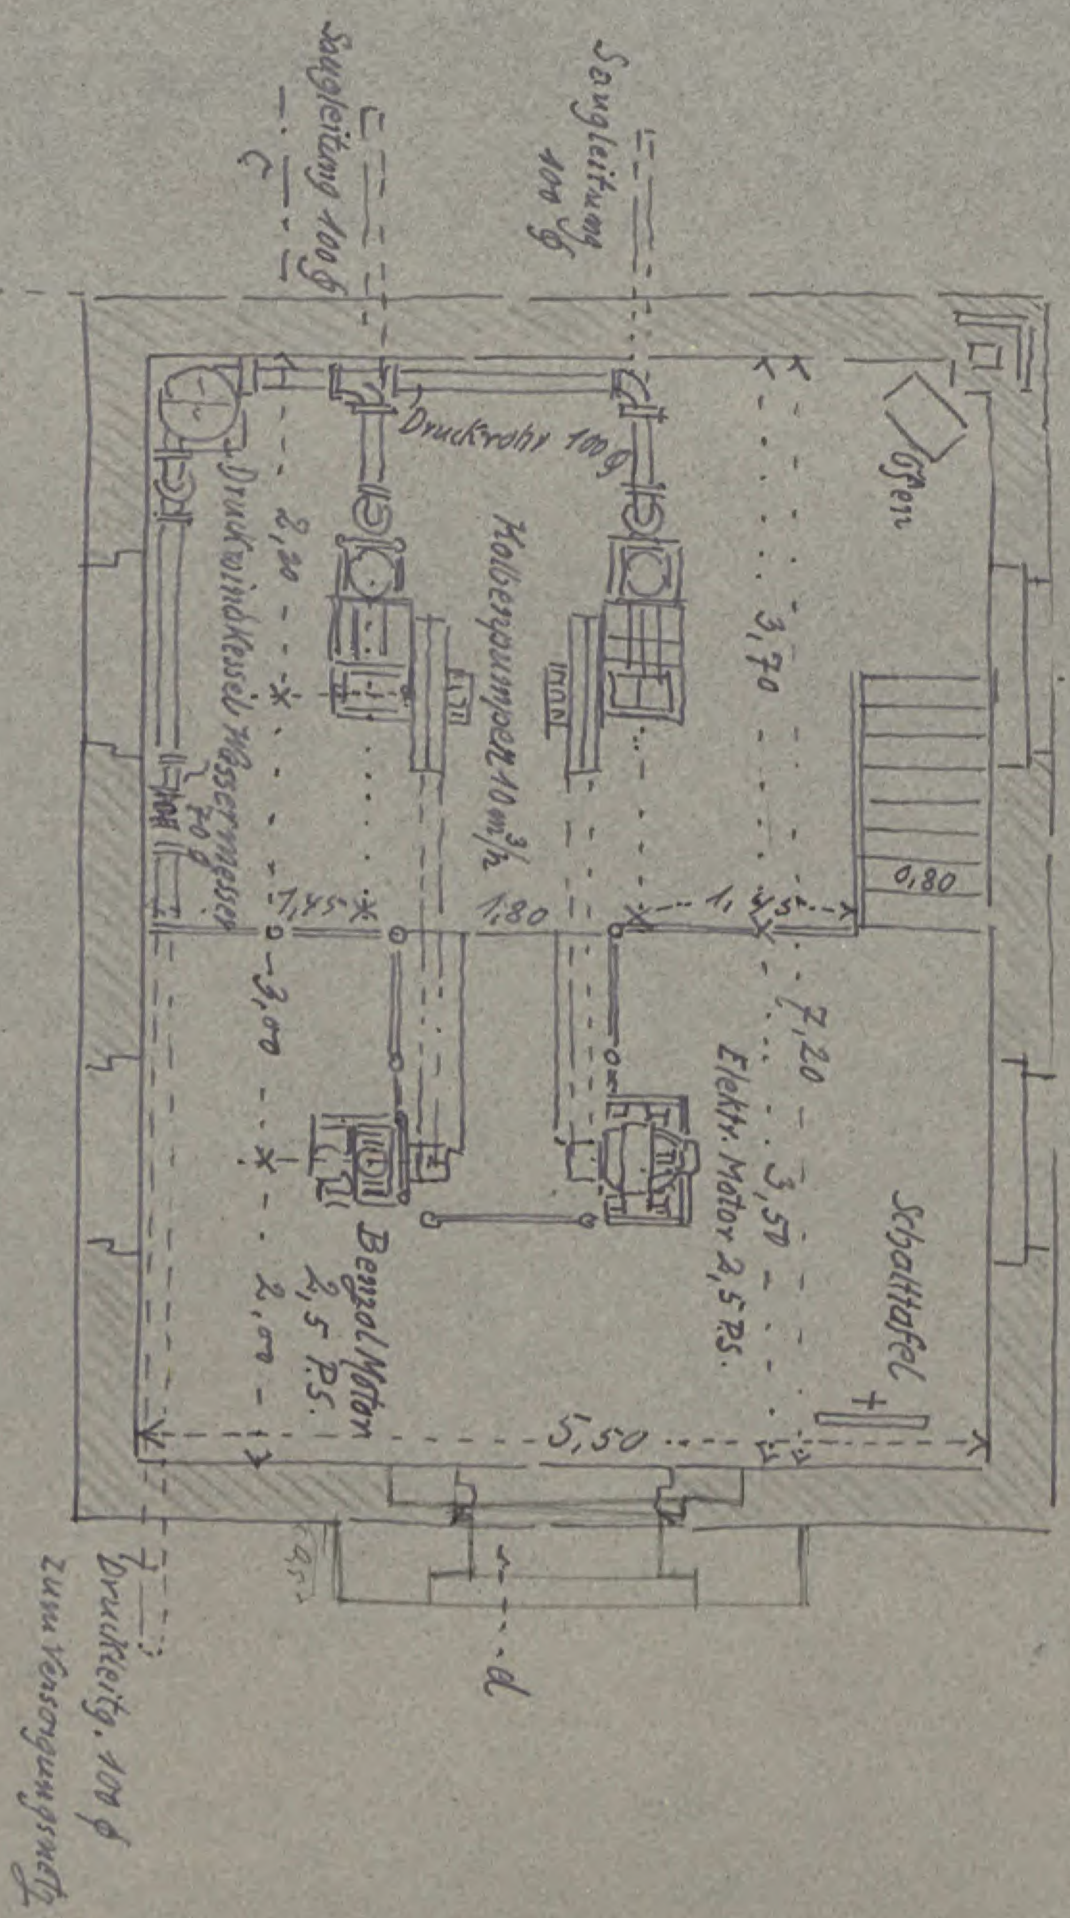 Saugleitung
100 ϕ
Saugleitung 100 ϕ
c
Druckrohr 100 ϕ
Ofen
Kolbenpumpen 10 m³/h
Druckwindkessel
Wassermesser
70 ϕ
2,20
3,70
0,80
1,45
1,80
1,45
7,20
3,00
3,50
2,00
5,50
Elektr. Motor 2,5 P.S.
Benzol Motor
2,5 P.S.
Schalttafel
d
Druckleitg. 100 ϕ
zum Versorgungsnetz